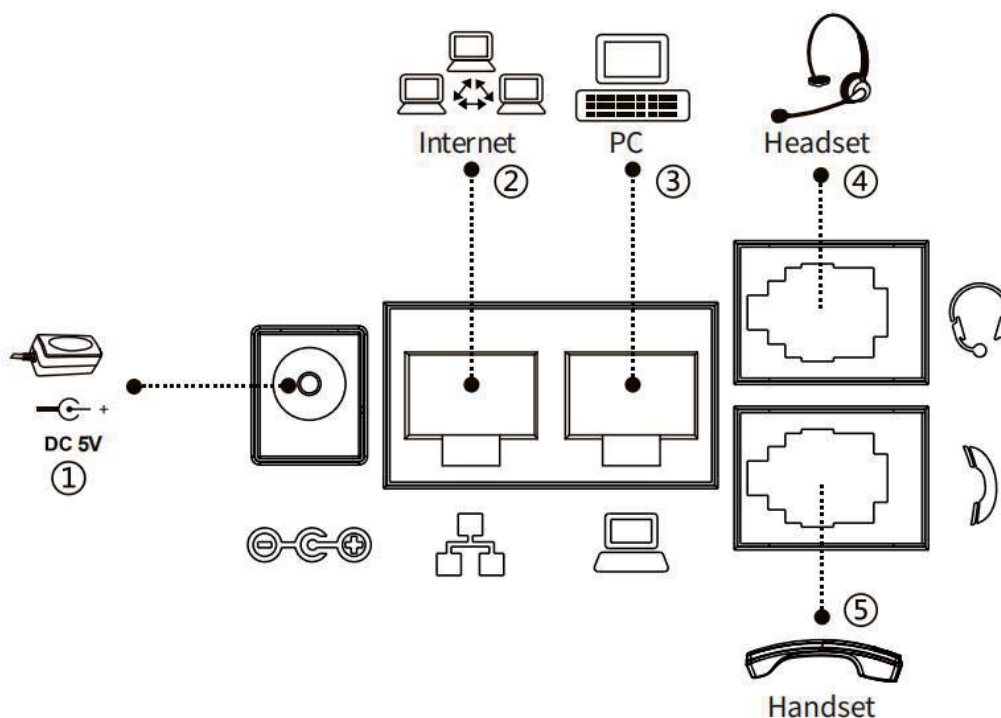 Internet
②
PC
③
Headset
④
+
DC 5V
①
⑤
Handset